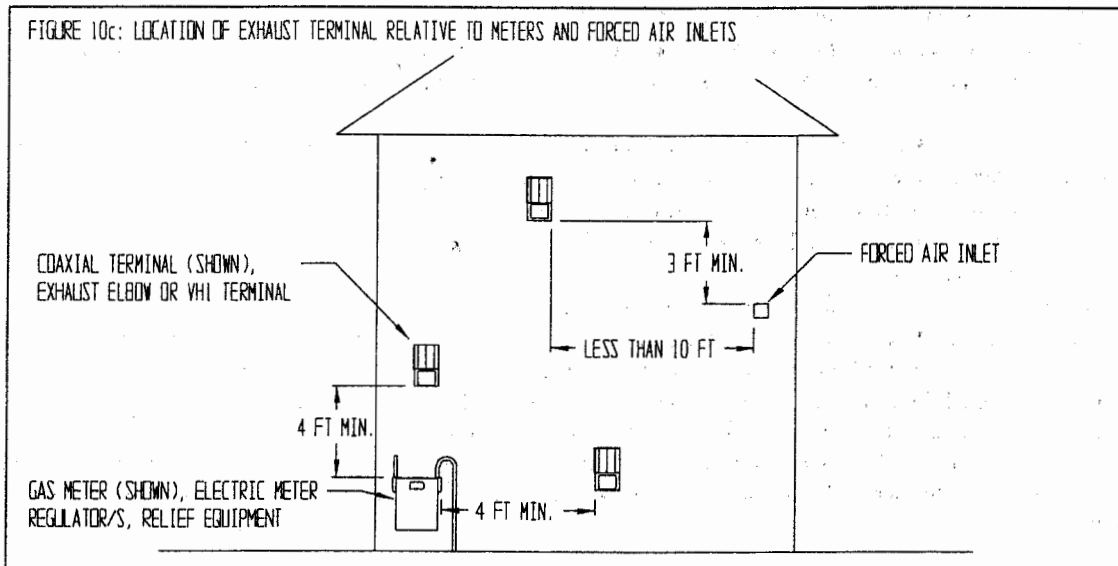 FIGURE 10c: LOCATION OF EXHAUST TERMINAL RELATIVE TO METERS AND FORCED AIR INLETS
COAXIAL TERMINAL (SHOWN),
EXHAUST ELBOW OR VH1 TERMINAL
3 FT MIN.
FORCED AIR INLET
LESS THAN 10 FT
4 FT MIN.
GAS METER (SHOWN), ELECTRIC METER
REGULATOR/S, RELIEF EQUIPMENT
4 FT MIN.